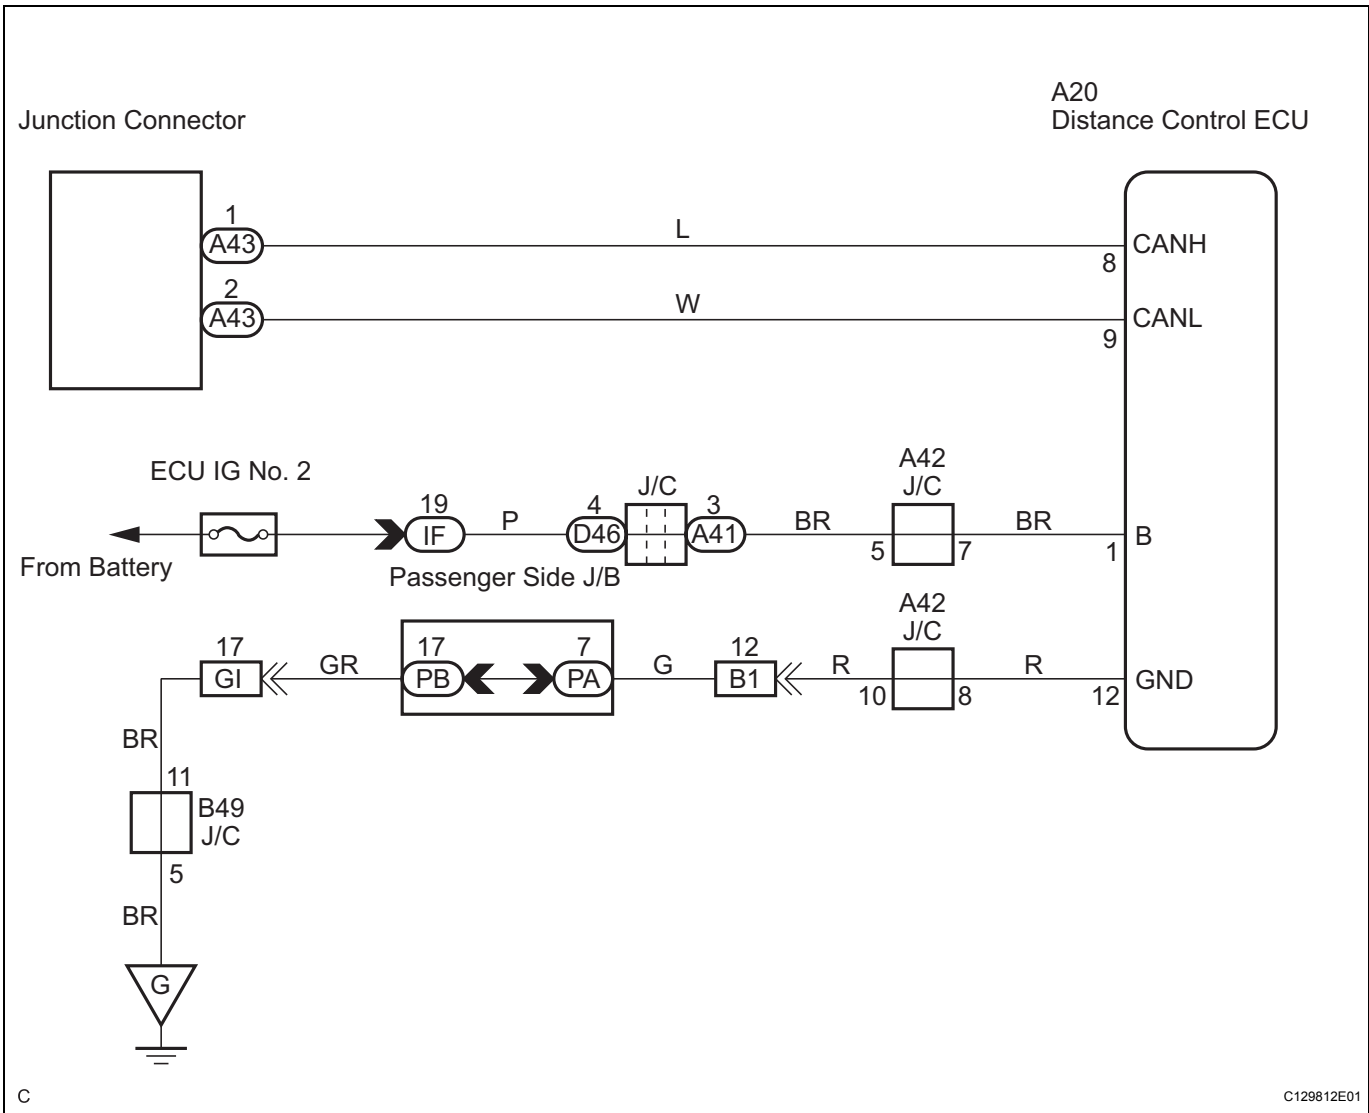 A20
Junction Connector
Distance Control ECU
1
A43
L
CANH
8
2
A43
W
CANL
9
ECU IG No. 2
A42
J/C
J/C
19
IF
P
4
D46
3
A41
BR
5
7
BR
1
B
From Battery
Passenger Side J/B
A42
J/C
17
GI
GR
17
PB
7
PA
G
12
B1
R
10
8
R
12
GND
BR
11
B49
J/C
5
BR
G
C
C129812E01